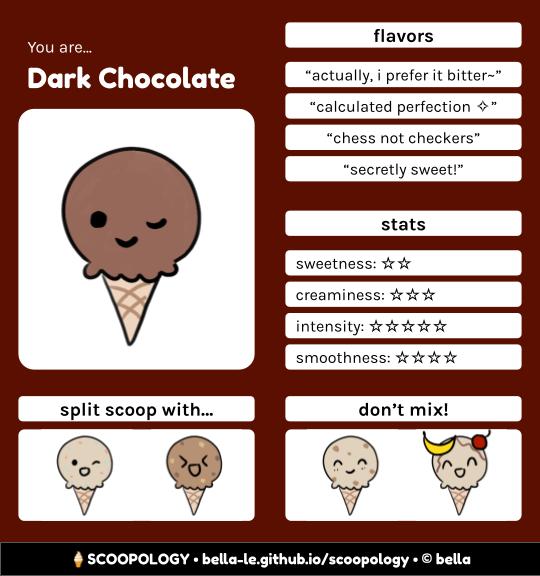 You are...
Dark Chocolate
flavors
“actually, i prefer it bitter~”
“calculated perfection ✧”
“chess not checkers”
“secretly sweet!”
stats
sweetness: ☆☆
creaminess: ☆☆☆
intensity: ☆☆☆☆☆
smoothness: ☆☆☆☆
split scoop with...
don’t mix!
🍦SCOOPOLOGY • bella-le.github.io/scoopology • © bella